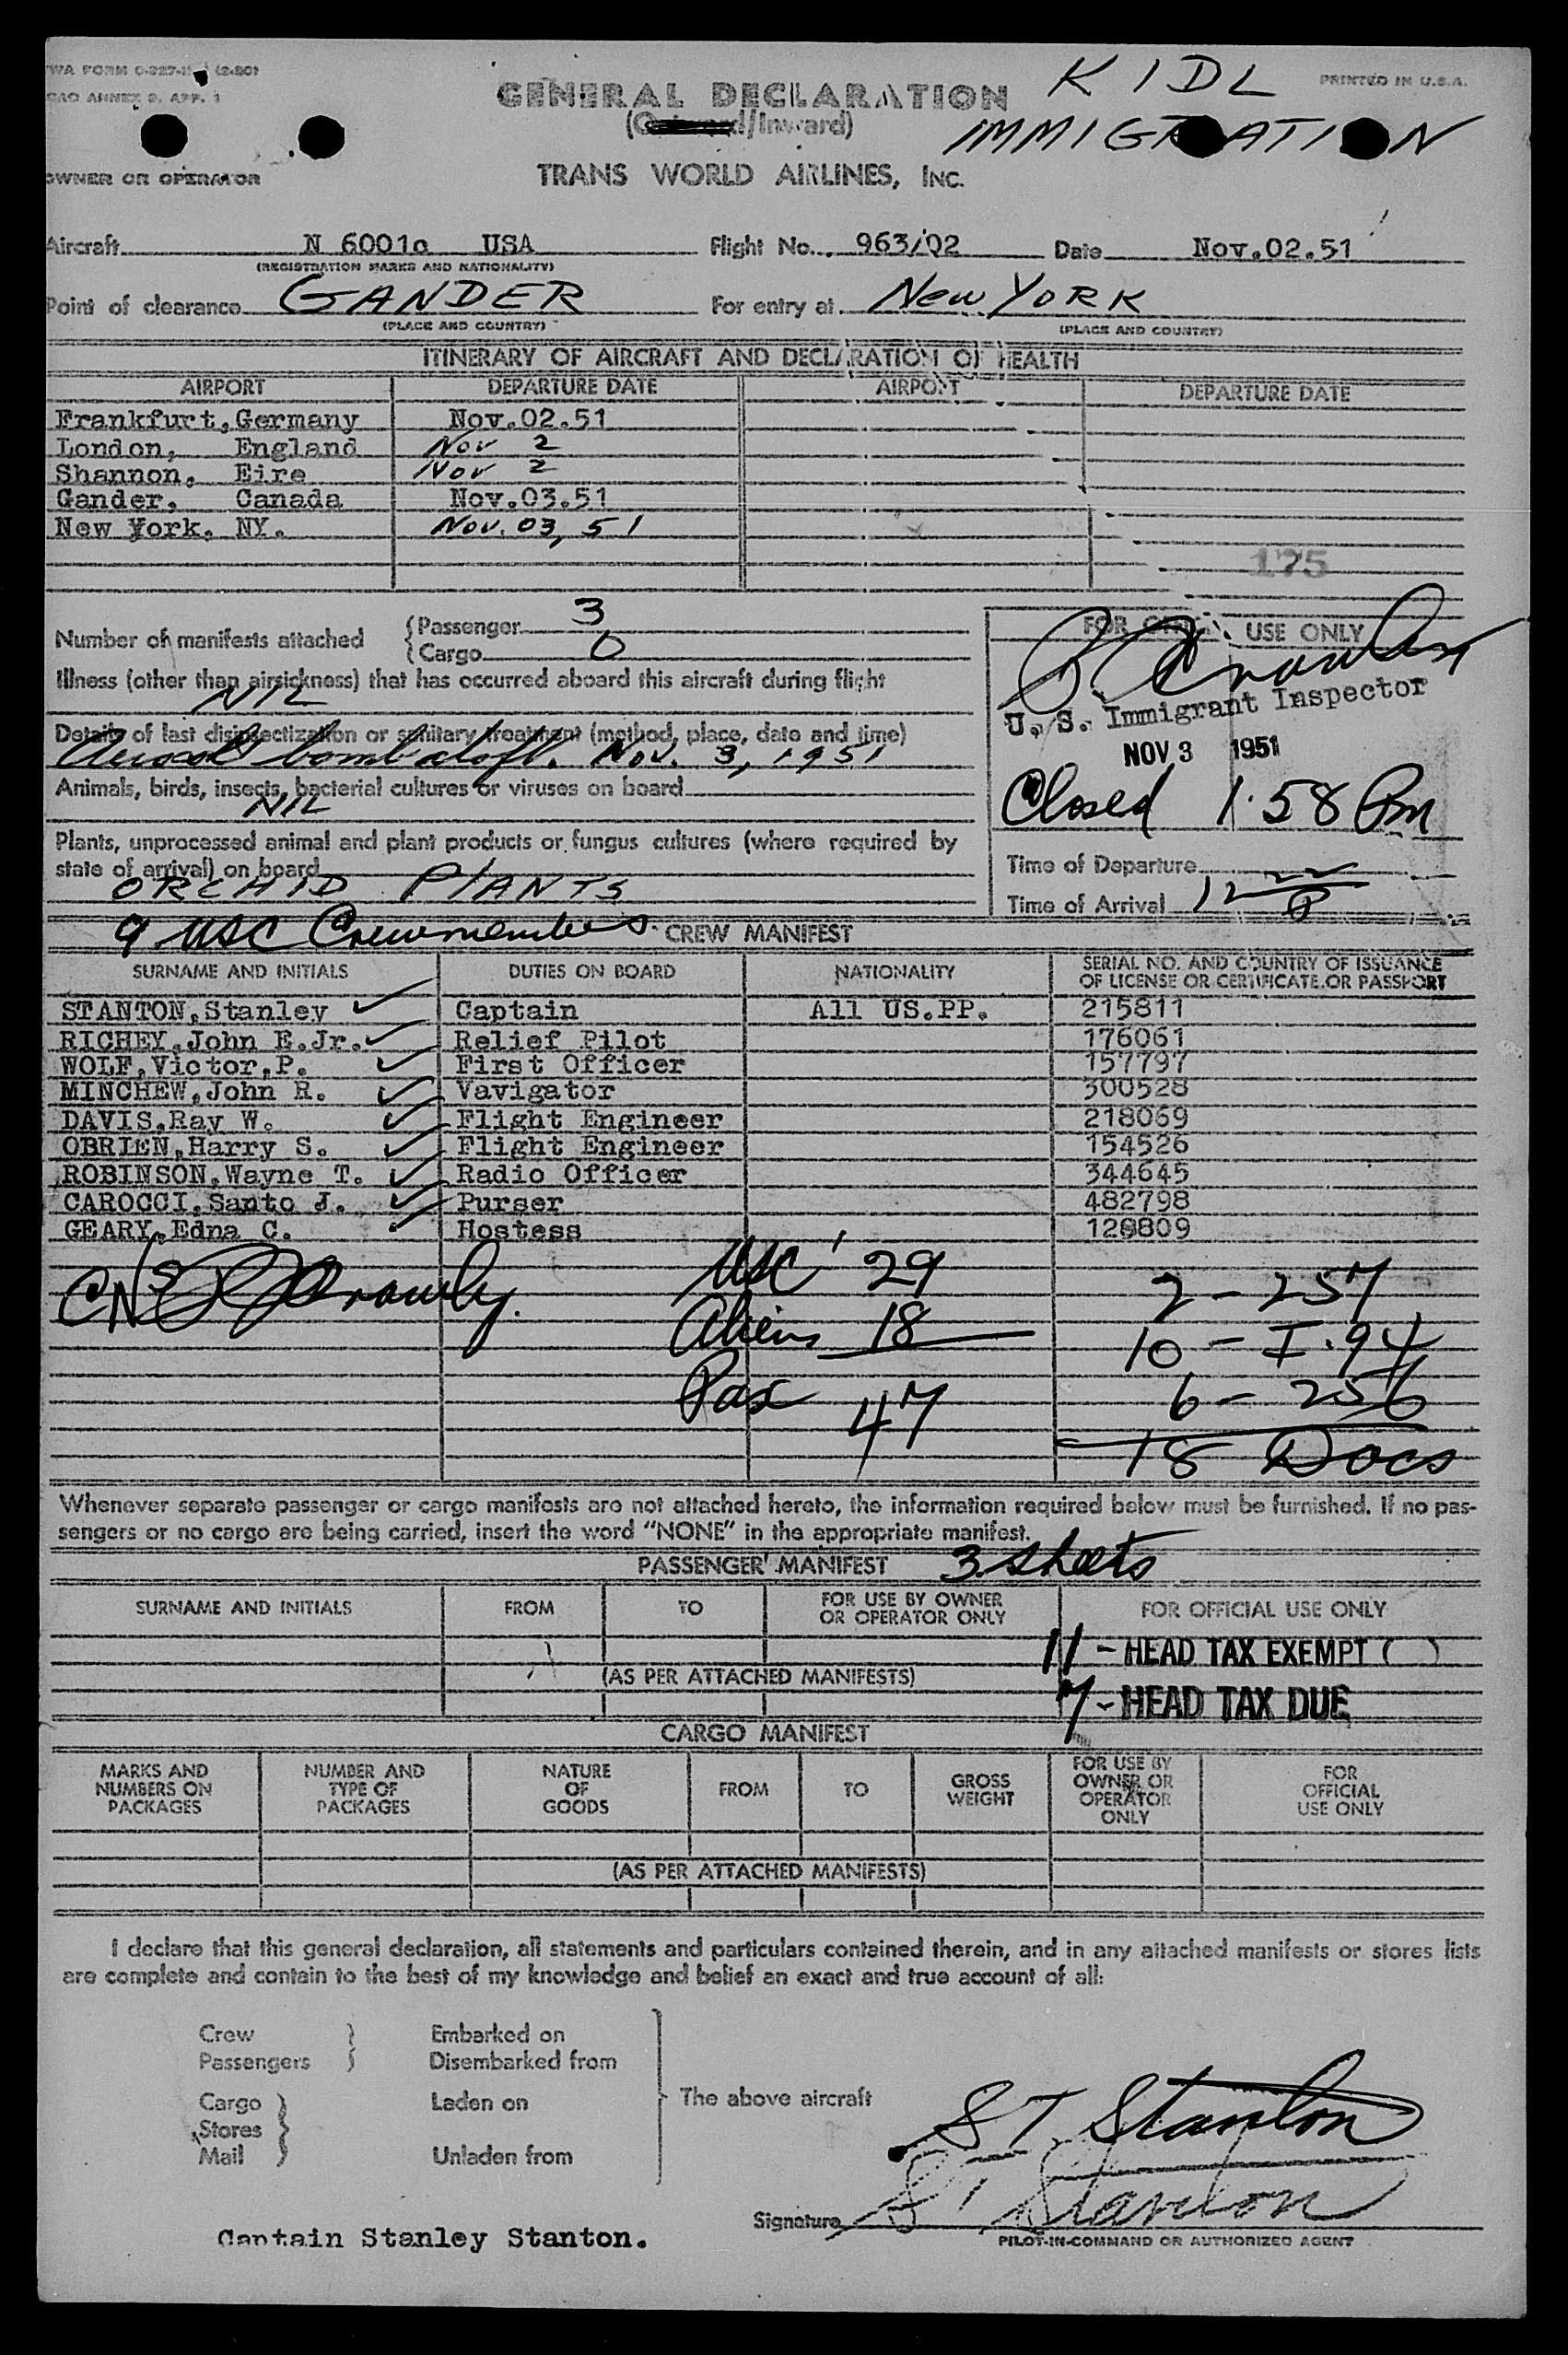 TWA FORM (2-50)
ICAO ANNEX 9, APP. 1
GENERAL DECLARATION
KIDL
PRINTED IN U.S.A.
(Outward/Inward)
IMMIGRATION
OWNER OR OPERATOR
TRANS WORLD AIRLINES, INC.
Aircraft N 6001c USA Flight No. 963/02 Date Nov.02.51
(REGISTRATION MARKS AND NATIONALITY)
Point of clearance GANDER For entry at New YORK
(PLACE AND COUNTRY) (PLACE AND COUNTRY)
ITINERARY OF AIRCRAFT AND DECLARATION OF HEALTH
AIRPORT DEPARTURE DATE AIRPORT DEPARTURE DATE
Frankfurt, Germany Nov.02.51
London, England Nov 2
Shannon, Eire Nov 2
Gander, Canada Nov.03.51
New York, NY. Nov. 03, 51
175
Number of manifests attached Passenger 3
Cargo 0
FOR OFFICIAL USE ONLY
Illness (other than airsickness) that has occurred aboard this aircraft during flight
NIL
U. S. Immigrant Inspector
Details of last disinsectization or sanitary treatment (method, place, date and time)
Aerosol bomb aloft. Nov. 3, 1951
NOV 3 1951
Animals, birds, insects, bacterial cultures or viruses on board
NIL
Closed 1:58 Pm
Plants, unprocessed animal and plant products or fungus cultures (where required by
state of arrival) on board
ORCHID PLANTS
Time of Departure
Time of Arrival
9 USC Crewmembers. CREW MANIFEST
SURNAME AND INITIALS DUTIES ON BOARD NATIONALITY SERIAL NO. AND COUNTRY OF ISSUANCE
OF LICENSE OR CERTIFICATE OR PASSPORT
STANTON,Stanley Captain All US.PP. 215811
RICHEY,John E.Jr. Relief Pilot 176061
WOLF,Victor,P. First Officer 157797
MINCHEW,John R. Vavigator 300528
DAVIS,Ray W. Flight Engineer 218069
OBRIEN,Harry S. Flight Engineer 154526
ROBINSON,Wayne T. Radio Officer 344645
CAROCCI,Santo J. Purser 482798
GEARY,Edna C. Hostess 128809
USC 29 2 - 257
Aliens 18 10 - I.94
Pax 47 6 - 256
18 Docs
Whenever separate passenger or cargo manifests are not attached hereto, the information required below must be furnished. If no pas-
sengers or no cargo are being carried, insert the word "NONE" in the appropriate manifest.
PASSENGER MANIFEST 3 sheets
SURNAME AND INITIALS FROM TO FOR USE BY OWNER
OR OPERATOR ONLY FOR OFFICIAL USE ONLY
11 - HEAD TAX EXEMPT ( )
(AS PER ATTACHED MANIFESTS)
7 - HEAD TAX DUE
CARGO MANIFEST
MARKS AND
NUMBERS ON
PACKAGES
NUMBER AND
TYPE OF
PACKAGES
NATURE
OF
GOODS
FROM
TO
GROSS
WEIGHT
FOR USE BY
OWNER OR
OPERATOR
ONLY
FOR
OFFICIAL
USE ONLY
(AS PER ATTACHED MANIFESTS)
I declare that this general declaration, all statements and particulars contained therein, and in any attached manifests or stores lists
are complete and contain to the best of my knowledge and belief an exact and true account of all:
Crew Embarked on
Passengers Disembarked from
Cargo Laden on The above aircraft
Stores
Mail Unladen from
S T Stanton
Signature S T Stanton
Captain Stanley Stanton.
PILOT-IN-COMMAND OR AUTHORIZED AGENT